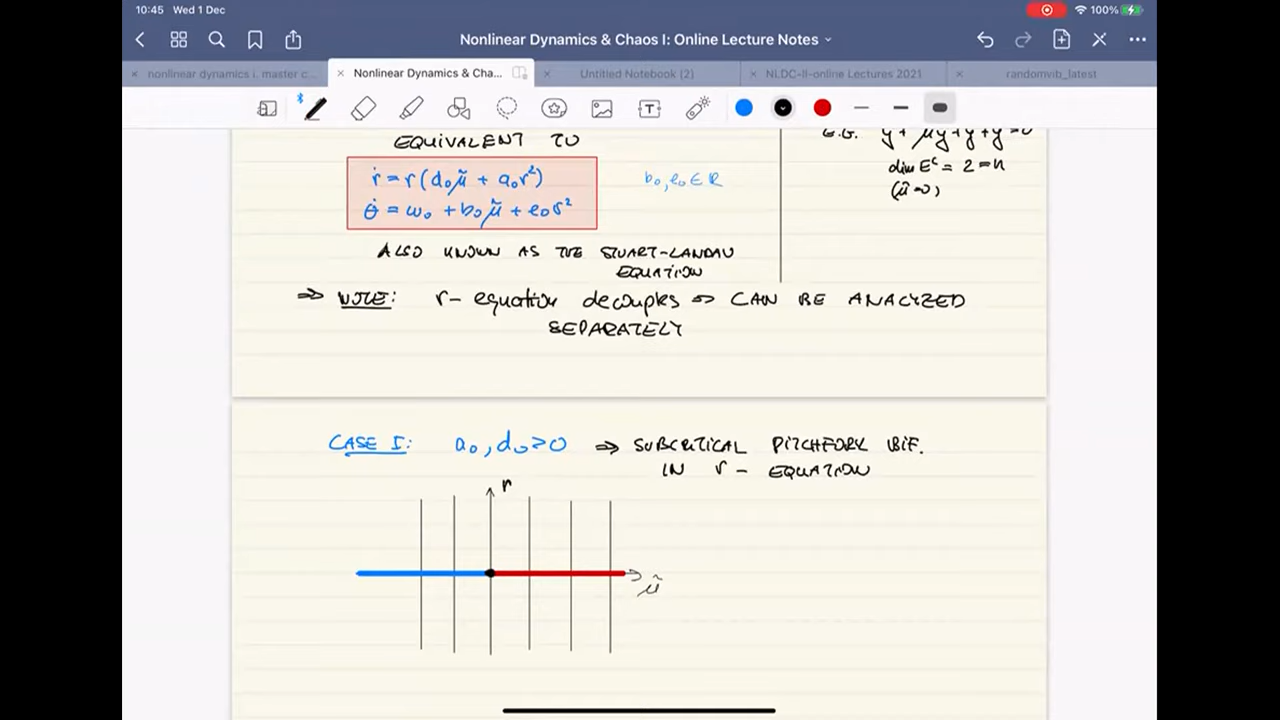 10:45 Wed 1 Dec
100%
Nonlinear Dynamics & Chaos I: Online Lecture Notes
nonlinear dynamics i. master c...
Nonlinear Dynamics & Cha...
Untitled Notebook (2)
NLDC-II-online Lectures 2021
randomvib_latest
EQUIVALENT TO
ṙ = r(d₀μ̃ + a₀r²)
θ̇ = ω₀ + b₀μ̃ + e₀r²
b₀, e₀ ∈ ℝ
ALSO KNOWN AS THE STUART-LANDAU
EQUATION
E.G.
dim Eᶜ = 2 = n
(μ̃=0)
⇒ NOTE: r- equation decouples ⇒ CAN BE ANALYZED
SEPARATELY
CASE I: a₀, d₀ > 0 ⇒ SUBCRITICAL PITCHFORK BIF.
IN r - EQUATION
r
μ̃